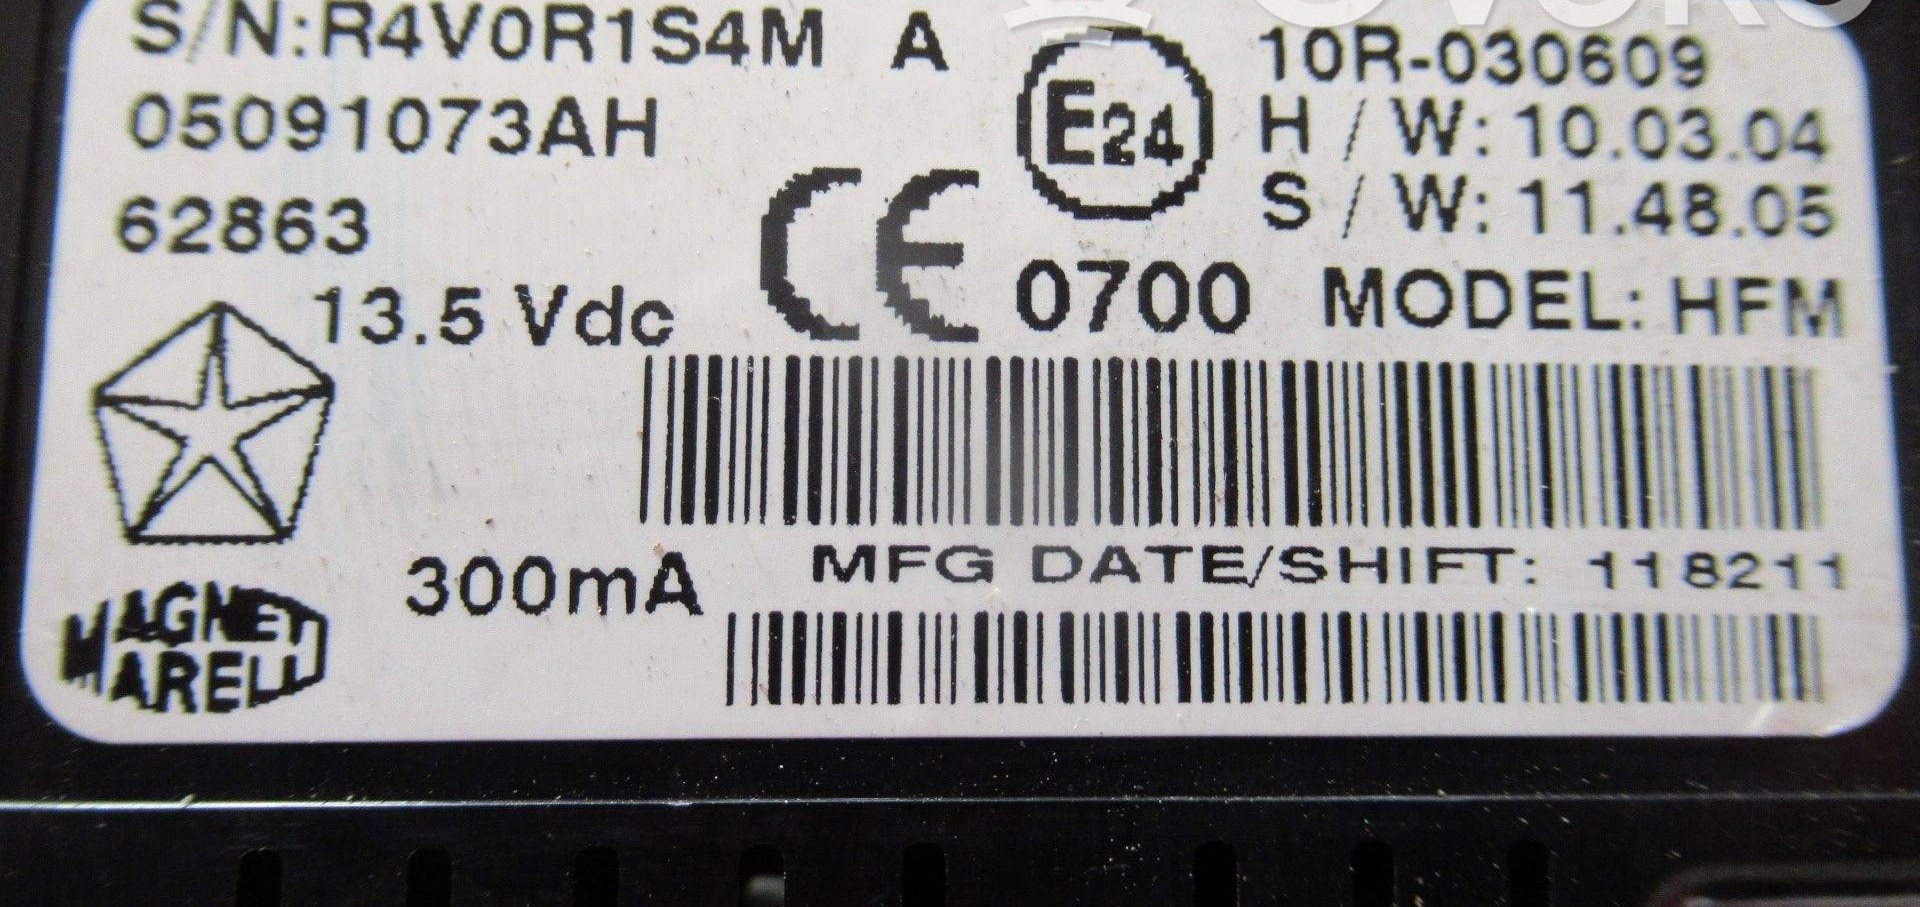 S/N:R4V0R1S4M A
05091073AH
62863
13.5 Vdc
E24
CE 0700
10R-030609
H/W: 10.03.04
S/W: 11.48.05
MODEL: HFM
MFG DATE/SHIFT: 118211
300mA
MAGNETI
MARELLI